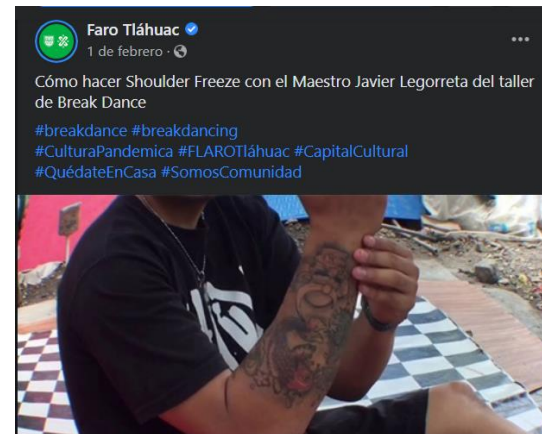 Faro Tláhuac
1 de febrero ·
Cómo hacer Shoulder Freeze con el Maestro Javier Legorreta del taller
de Break Dance
#breakdance #breakdancing
#CulturaPandemica #FLAROTláhuac #CapitalCultural
#QuédateEnCasa #SomosComunidad